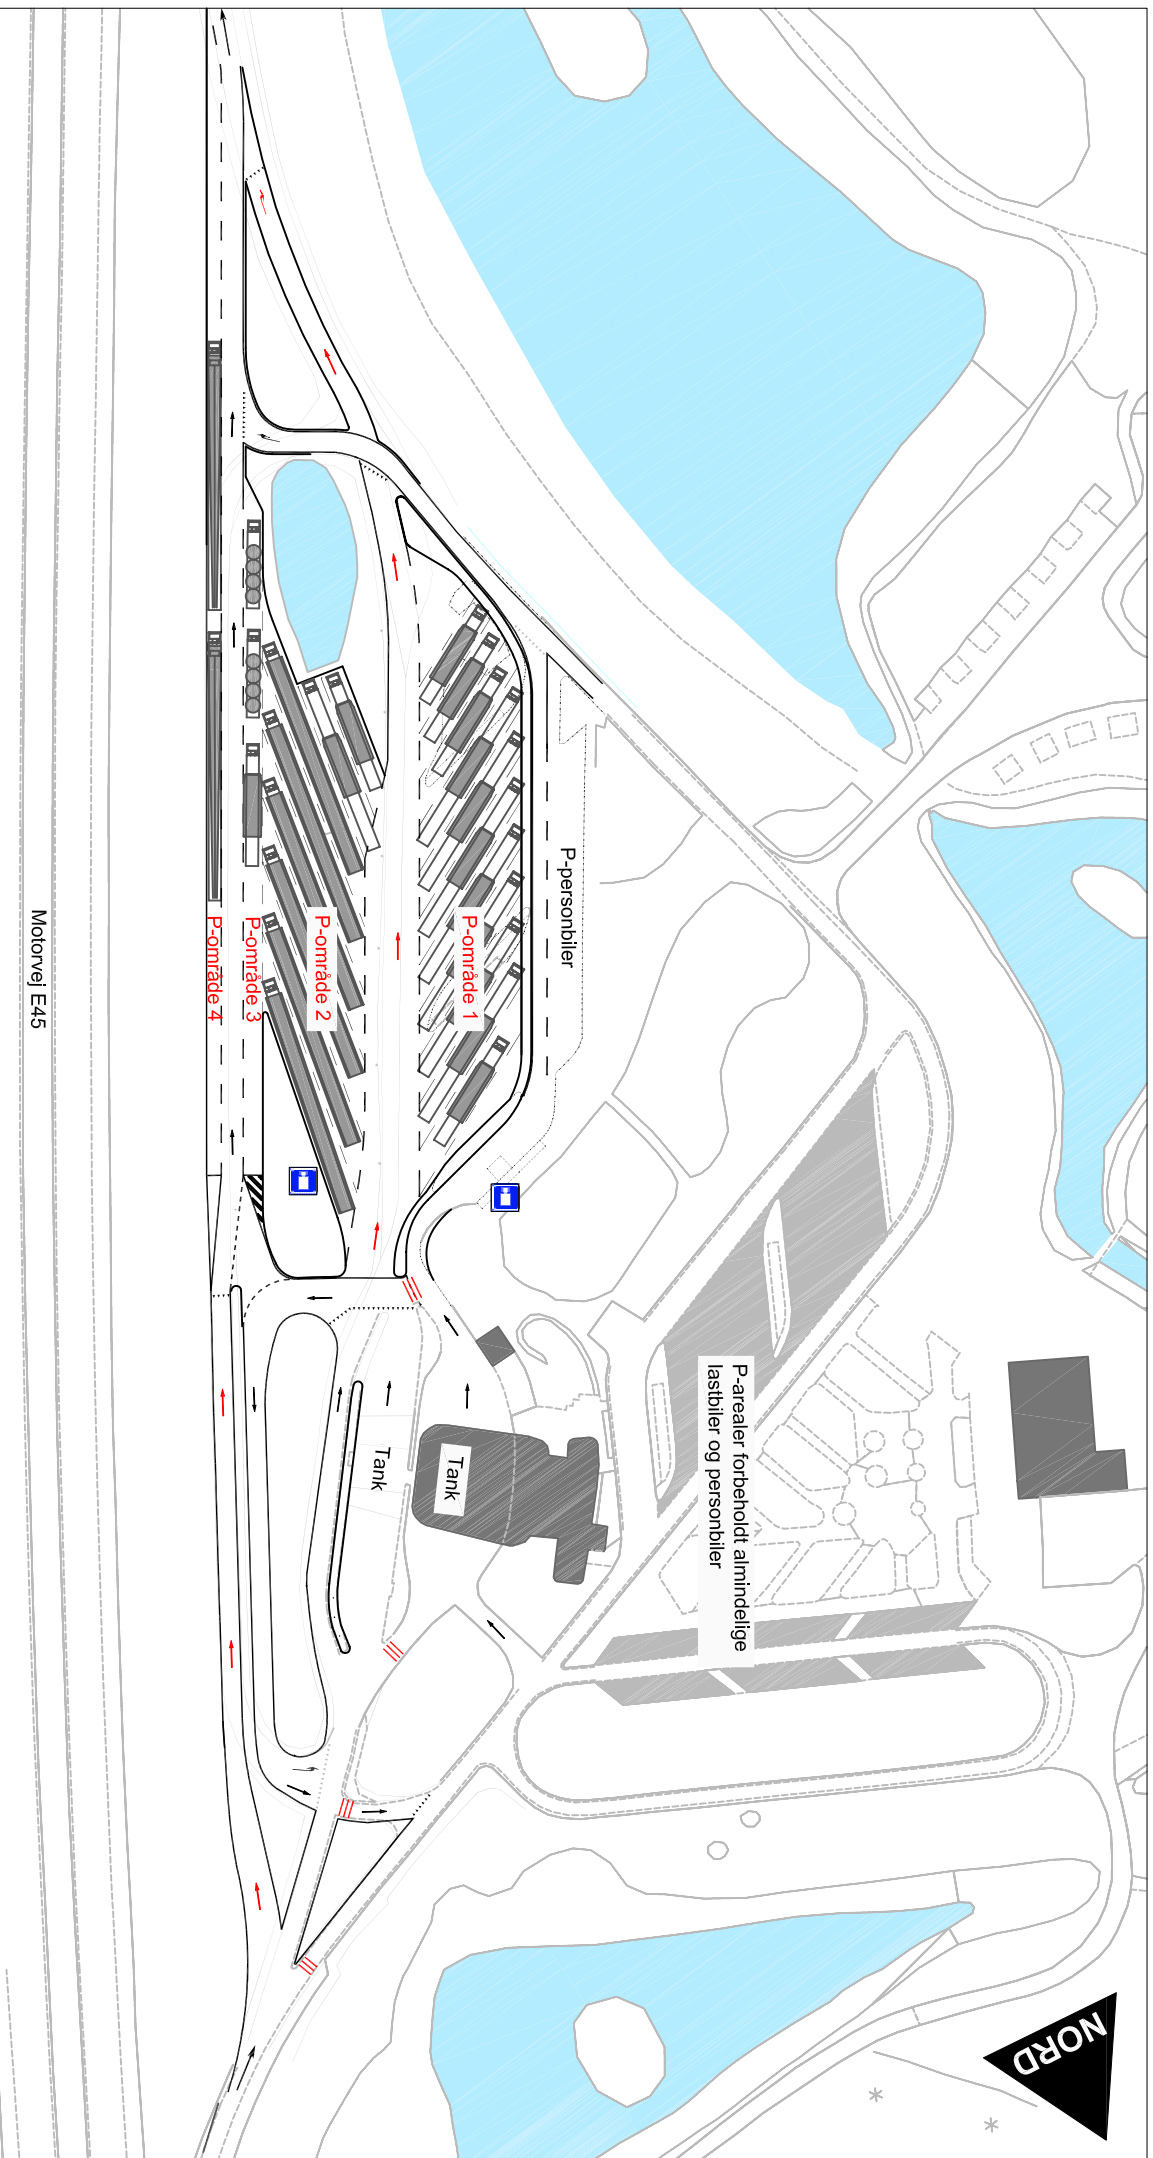 P-personbiler
P-område 1
P-område 2
P-område 3
P-område 4
Motorvej E45
P-arealer forbeholdt almindelige
lastbiler og personbiler
Tank
Tank
NORD